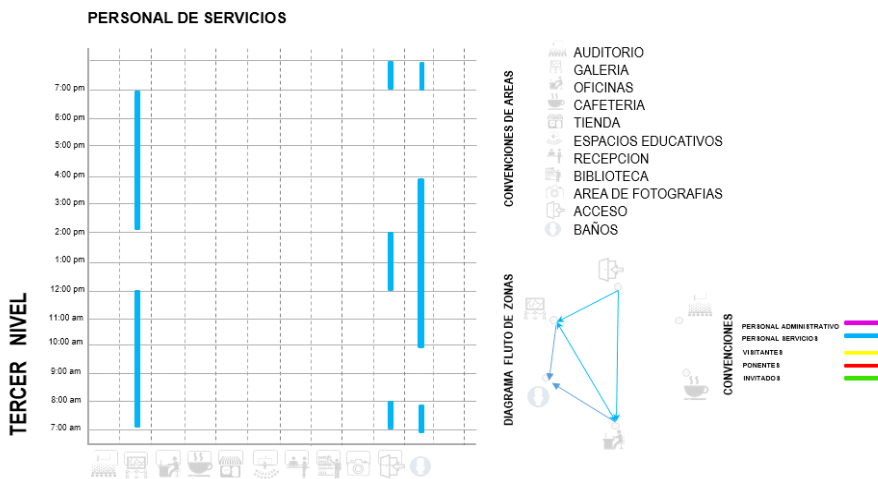 PERSONAL DE SERVICIOS
7:00 pm
6:00 pm
5:00 pm
4:00 pm
3:00 pm
2:00 pm
1:00 pm
12:00 pm
11:00 am
10:00 am
9:00 am
8:00 am
7:00 am
TERCER NIVEL
CONVENCIONES DE AREAS
AUDITORIO
GALERIA
OFICINAS
CAFETERIA
TIENDA
ESPACIOS EDUCATIVOS
RECEPCION
BIBLIOTECA
AREA DE FOTOGRAFIAS
ACCESO
BAÑOS
DIAGRAMA FLUTO DE ZONAS
CONVENCIONES
PERSONAL ADMINISTRATIVO
PERSONAL SERVICIOS
VISITANTES
PONENTES
INVITADOS